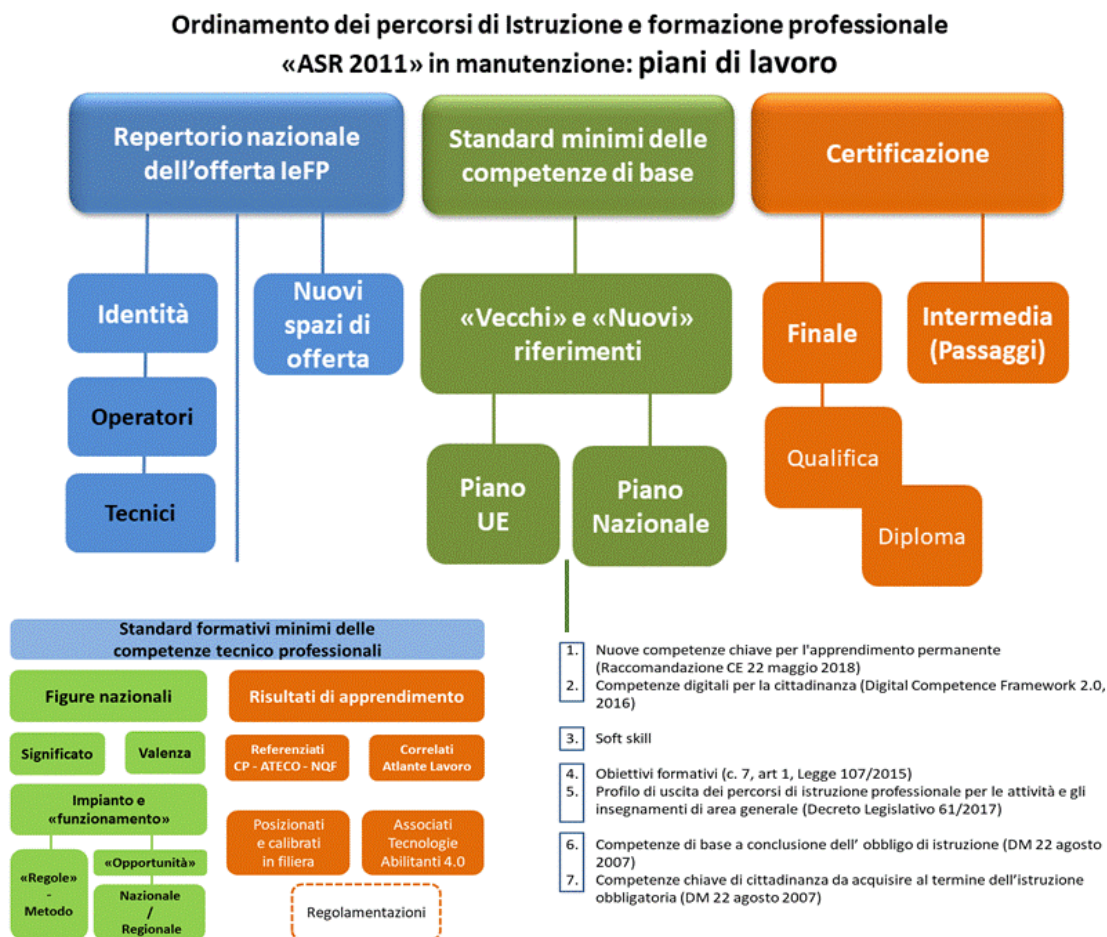 Ordinamento dei percorsi di Istruzione e formazione professionale
«ASR 2011» in manutenzione: piani di lavoro
Repertorio nazionale
dell'offerta IeFP
Standard minimi delle
competenze di base
Certificazione
Identità
Nuovi
spazi di
offerta
«Vecchi» e «Nuovi»
riferimenti
Finale
Intermedia
(Passaggi)
Operatori
Tecnici
Piano
UE
Piano
Nazionale
Qualifica
Diploma
Standard formativi minimi delle
competenze tecnico professionali
Figure nazionali
Risultati di apprendimento
Significato
Valenza
Referenziati
CP - ATECO - NQF
Correlati
Atlante Lavoro
Impianto e
«funzionamento»
Posizionati
e calibrati
in filiera
Associati
Tecnologie
Abilitanti 4.0
«Regole»
-
Metodo
«Opportunità»
Nazionale
/
Regionale
Regolamentazioni
1. Nuove competenze chiave per l'apprendimento permanente
(Raccomandazione CE 22 maggio 2018)
2. Competenze digitali per la cittadinanza (Digital Competence Framework 2.0,
2016)
3. Soft skill
4. Obiettivi formativi (c. 7, art 1, Legge 107/2015)
5. Profilo di uscita dei percorsi di istruzione professionale per le attività e gli
insegnamenti di area generale (Decreto Legislativo 61/2017)
6. Competenze di base a conclusione dell' obbligo di istruzione (DM 22 agosto
2007)
7. Competenze chiave di cittadinanza da acquisire al termine dell'istruzione
obbligatoria (DM 22 agosto 2007)